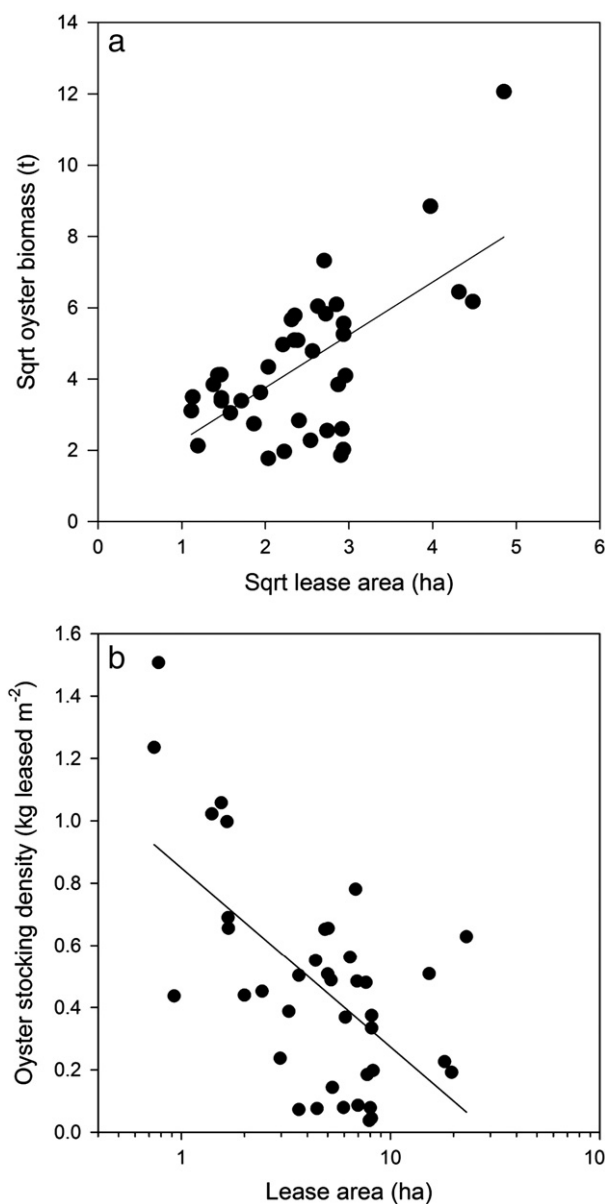 a
14
12
10
8
6
4
2
0
Sqrt oyster biomass (t)
0 1 2 3 4 5 6
Sqrt lease area (ha)
b
1.6
1.4
1.2
1.0
0.8
0.6
0.4
0.2
0.0
Oyster stocking density (kg leased m⁻²)
1 10 10
Lease area (ha)